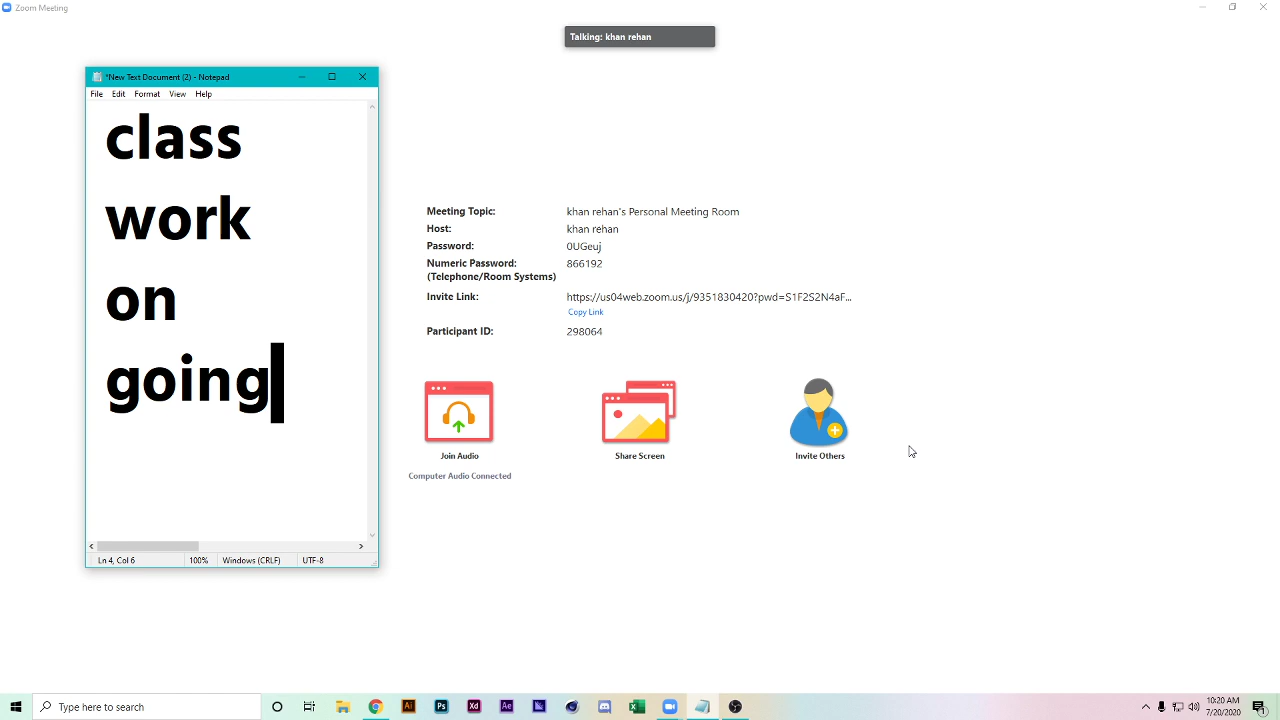 Zoom Meeting
Talking: khan rehan
*New Text Document (2) - Notepad
File Edit Format View Help
class
work
on
going
Ln 4, Col 6 100% Windows (CRLF) UTF-8
Meeting Topic: khan rehan's Personal Meeting Room
Host: khan rehan
Password: 0UGeuj
Numeric Password: 866192
(Telephone/Room Systems)
Invite Link: https://us04web.zoom.us/j/9351830420?pwd=S1F2S2N4aF...
Copy Link
Participant ID: 298064
Join Audio Share Screen Invite Others
Computer Audio Connected
Type here to search
Ai Ps Xd Ae
10:20 AM
7/20/2020